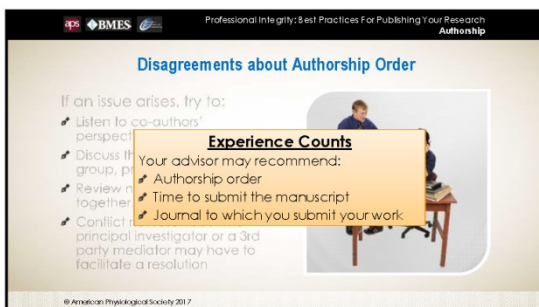 aps BMES
Professional Integrity: Best Practices For Publishing Your Research
Authorship
Disagreements about Authorship Order
If an issue arises, try to:
Listen to co-authors'
perspect
Discuss th
group, pr
Review n
together
Conflict r
principal investigator or a 3rd
party mediator may have to
facilitate a resolution
Experience Counts
Your advisor may recommend:
Authorship order
Time to submit the manuscript
Journal to which you submit your work
© American Physiological Society 2017